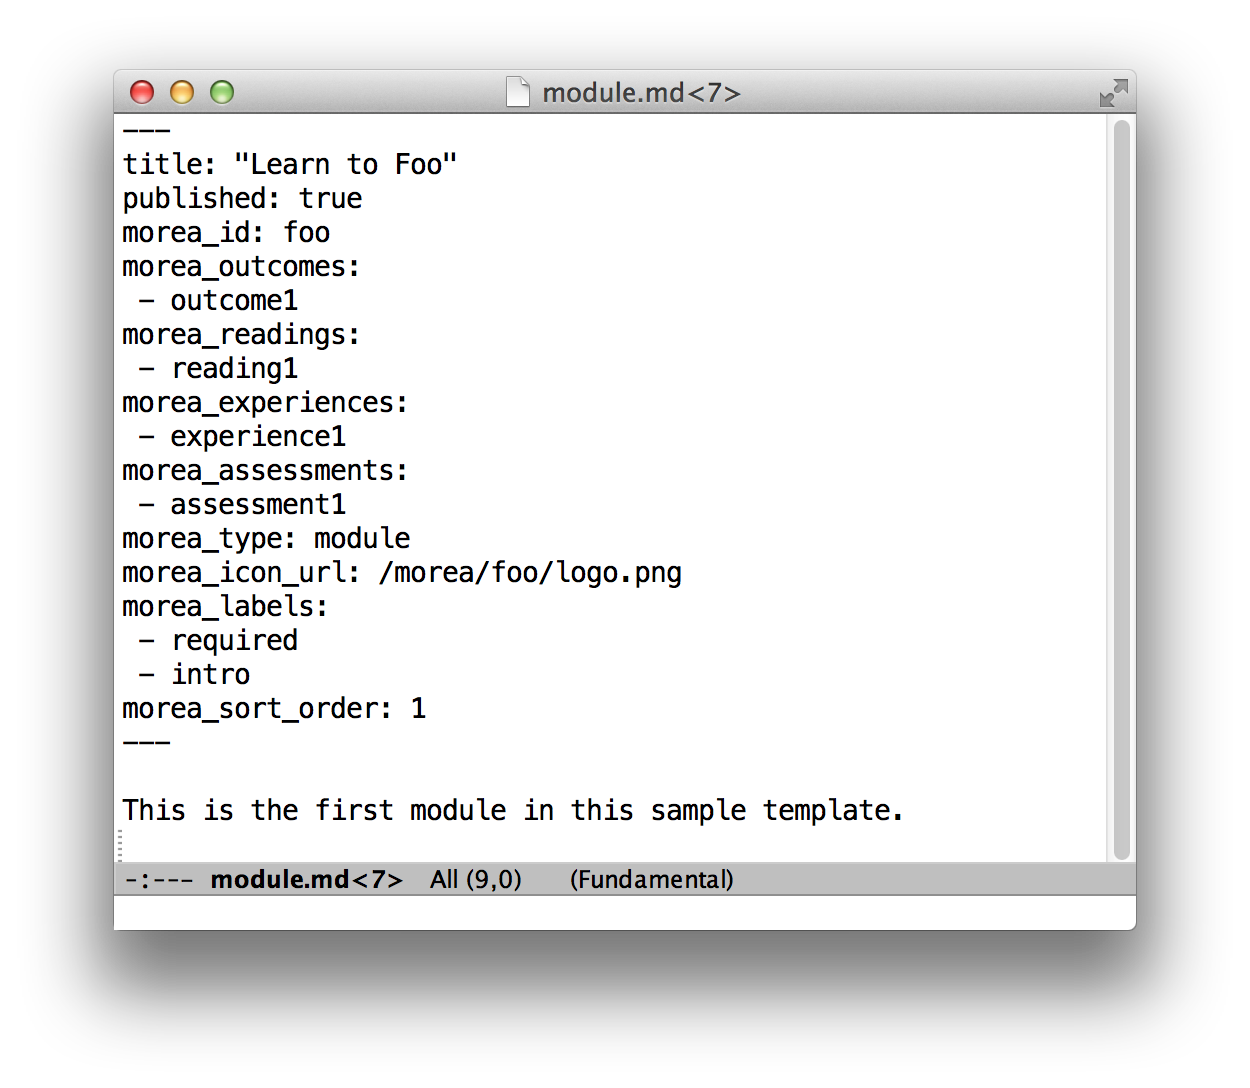 module.md<7>
---
title: "Learn to Foo"
published: true
morea_id: foo
morea_outcomes:
 - outcome1
morea_readings:
 - reading1
morea_experiences:
 - experience1
morea_assessments:
 - assessment1
morea_type: module
morea_icon_url: /morea/foo/logo.png
morea_labels:
 - required
 - intro
morea_sort_order: 1
---
This is the first module in this sample template.
-:--- module.md<7> All (9,0) (Fundamental)